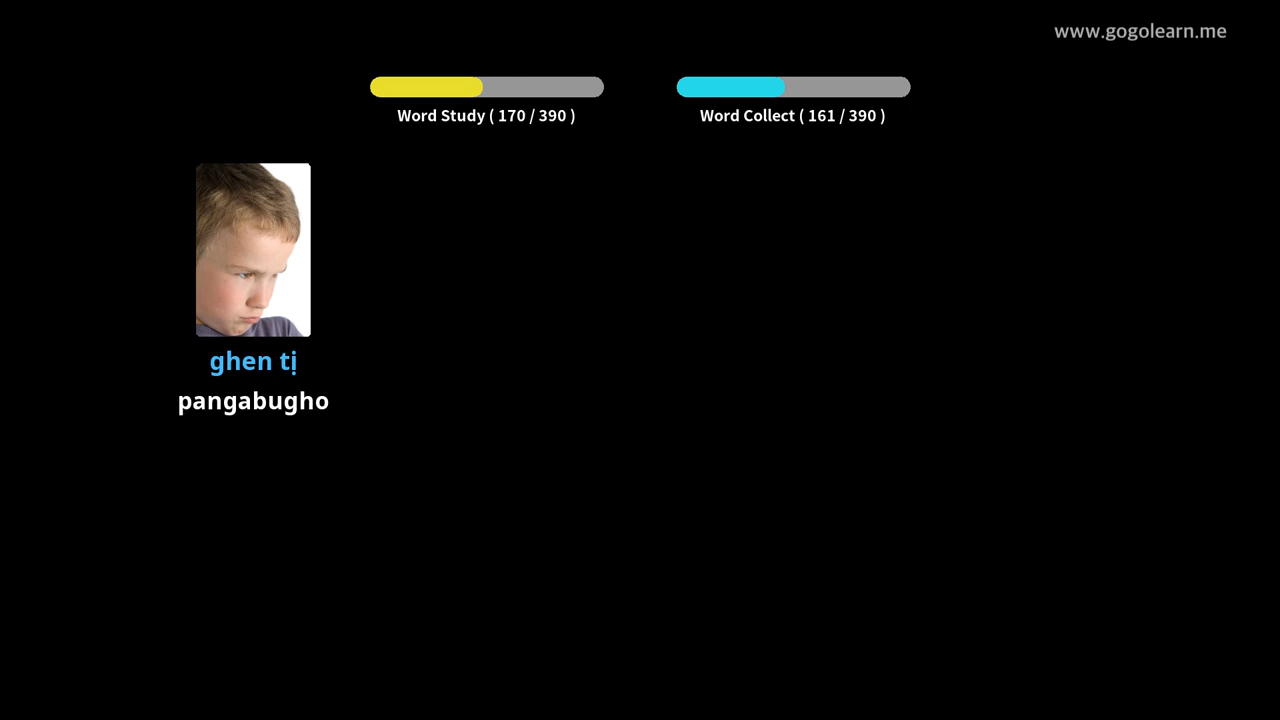 www.gogolearn.me
Word Study ( 170 / 390 )
Word Collect ( 161 / 390 )
ghen tị
pangabugho